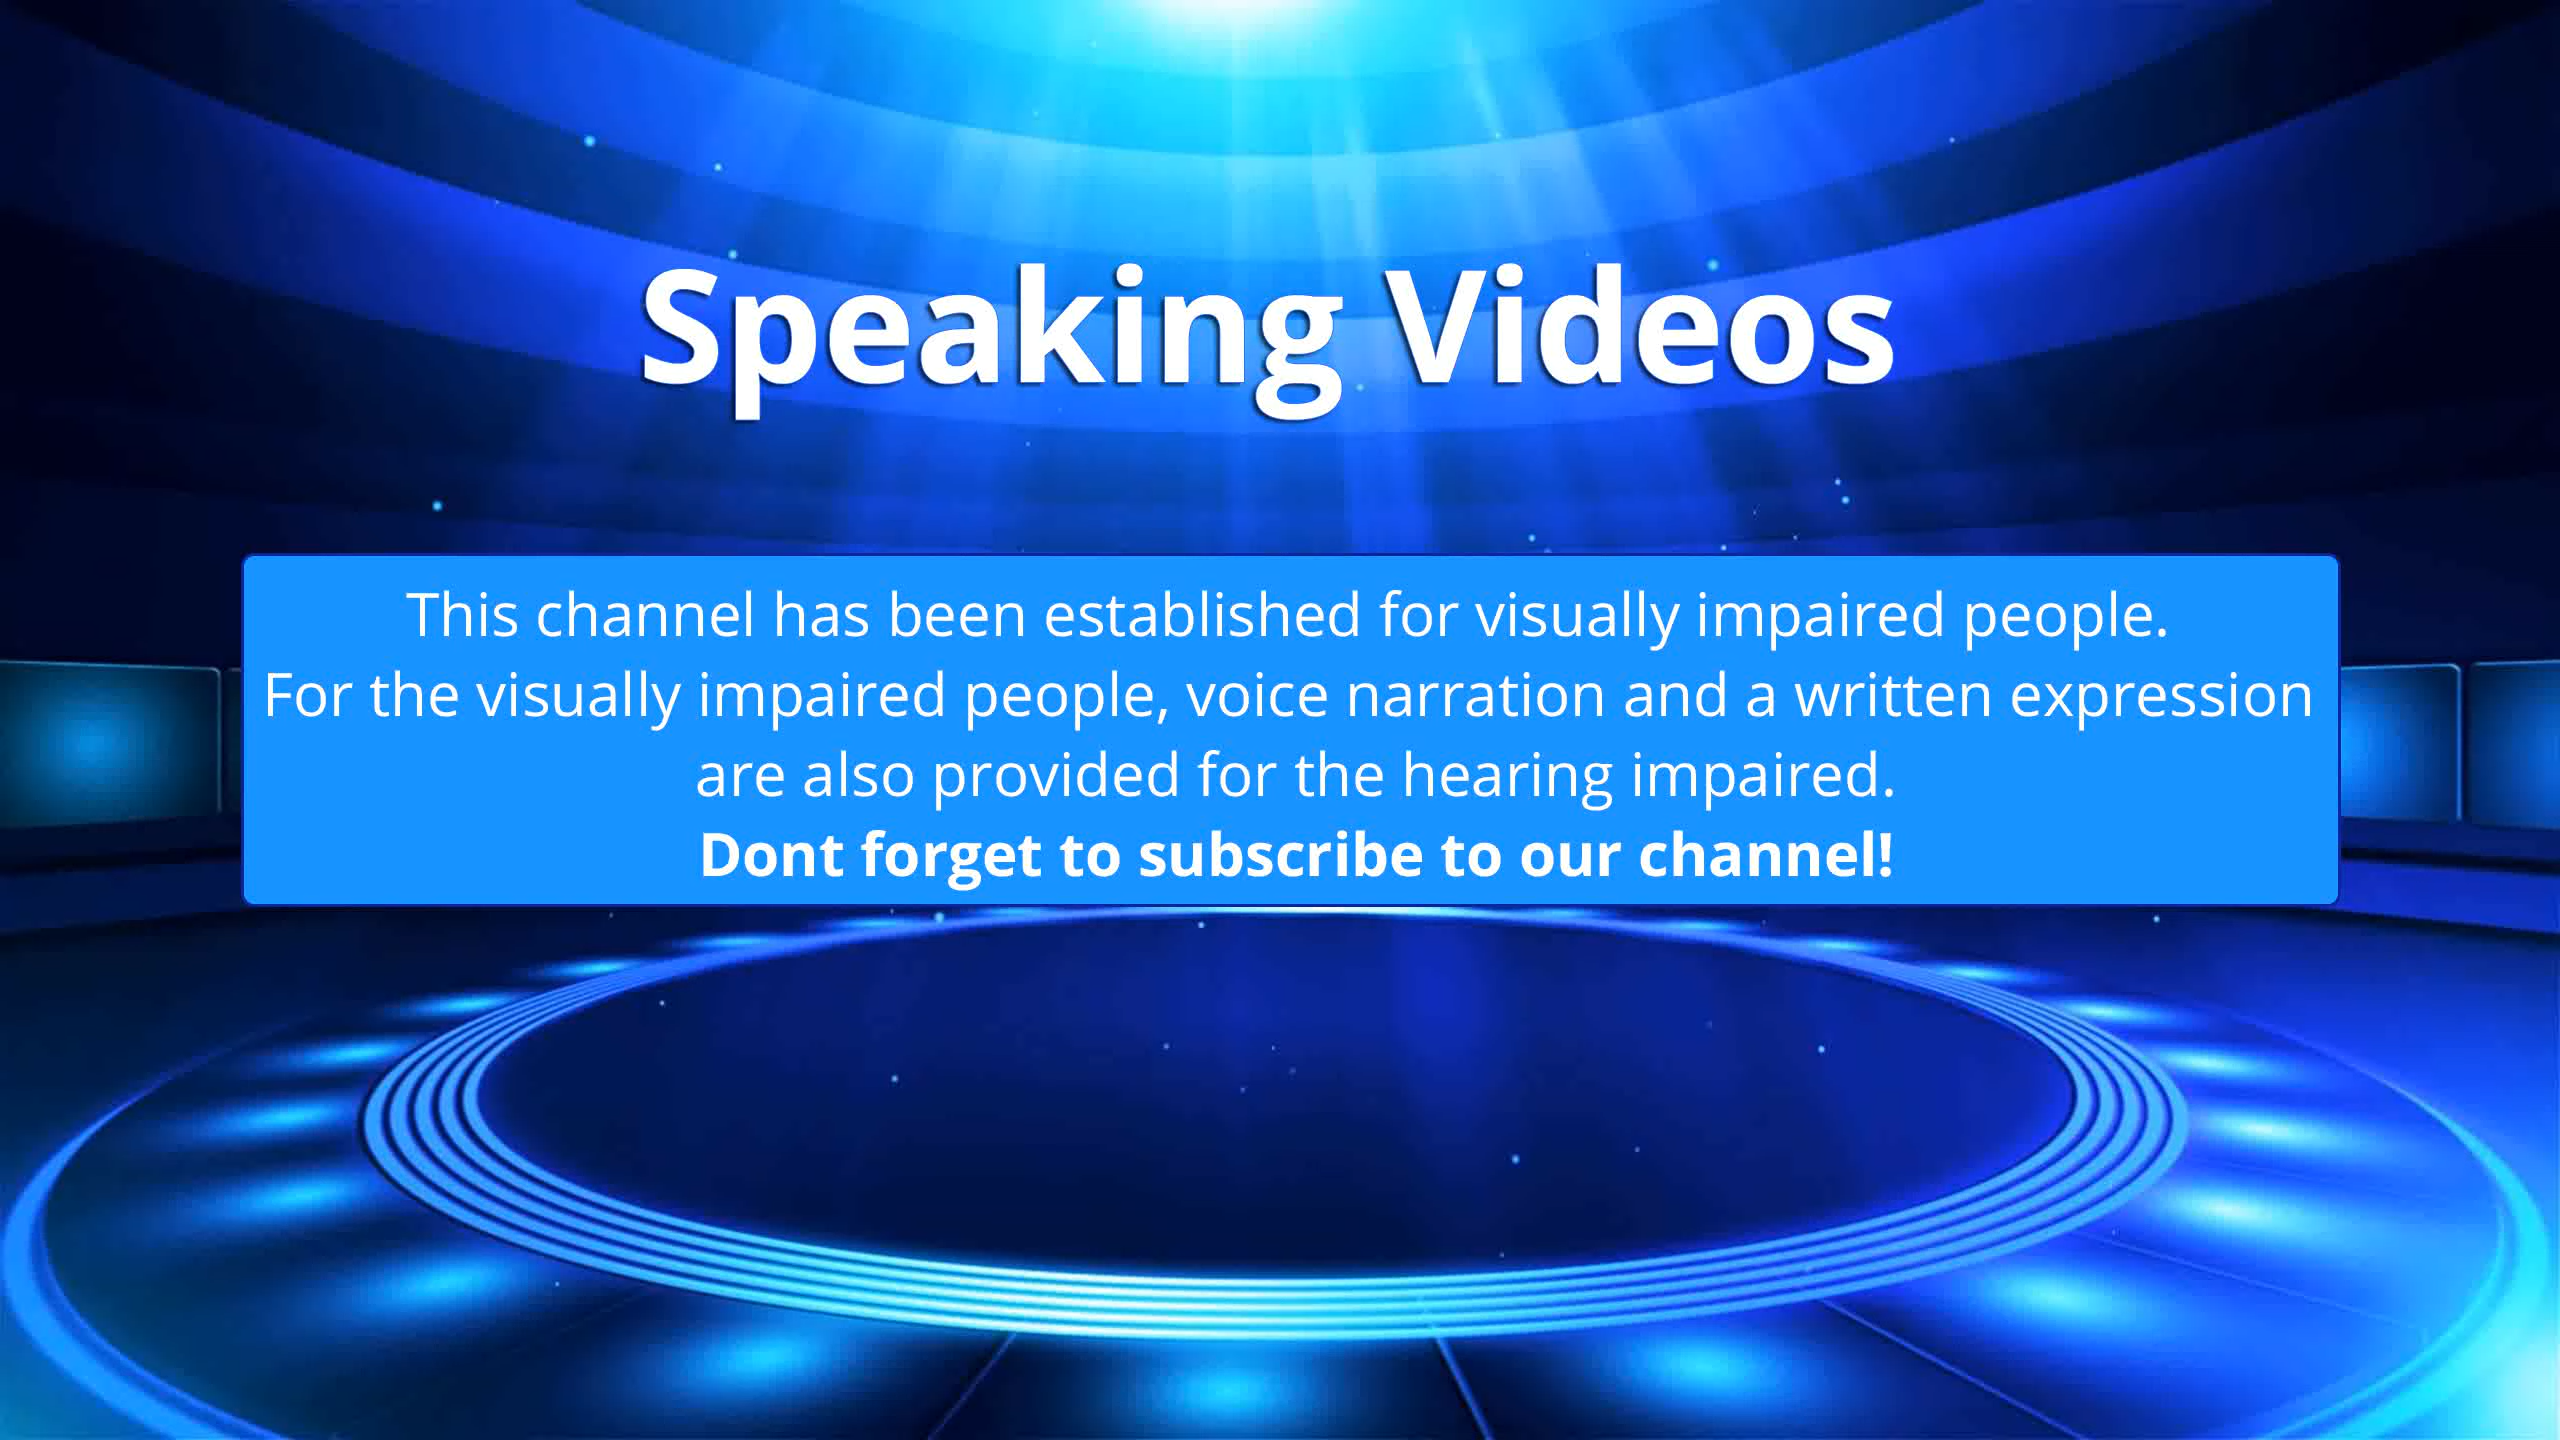 Speaking Videos
This channel has been established for visually impaired people.
For the visually impaired people, voice narration and a written expression
are also provided for the hearing impaired.
Dont forget to subscribe to our channel!